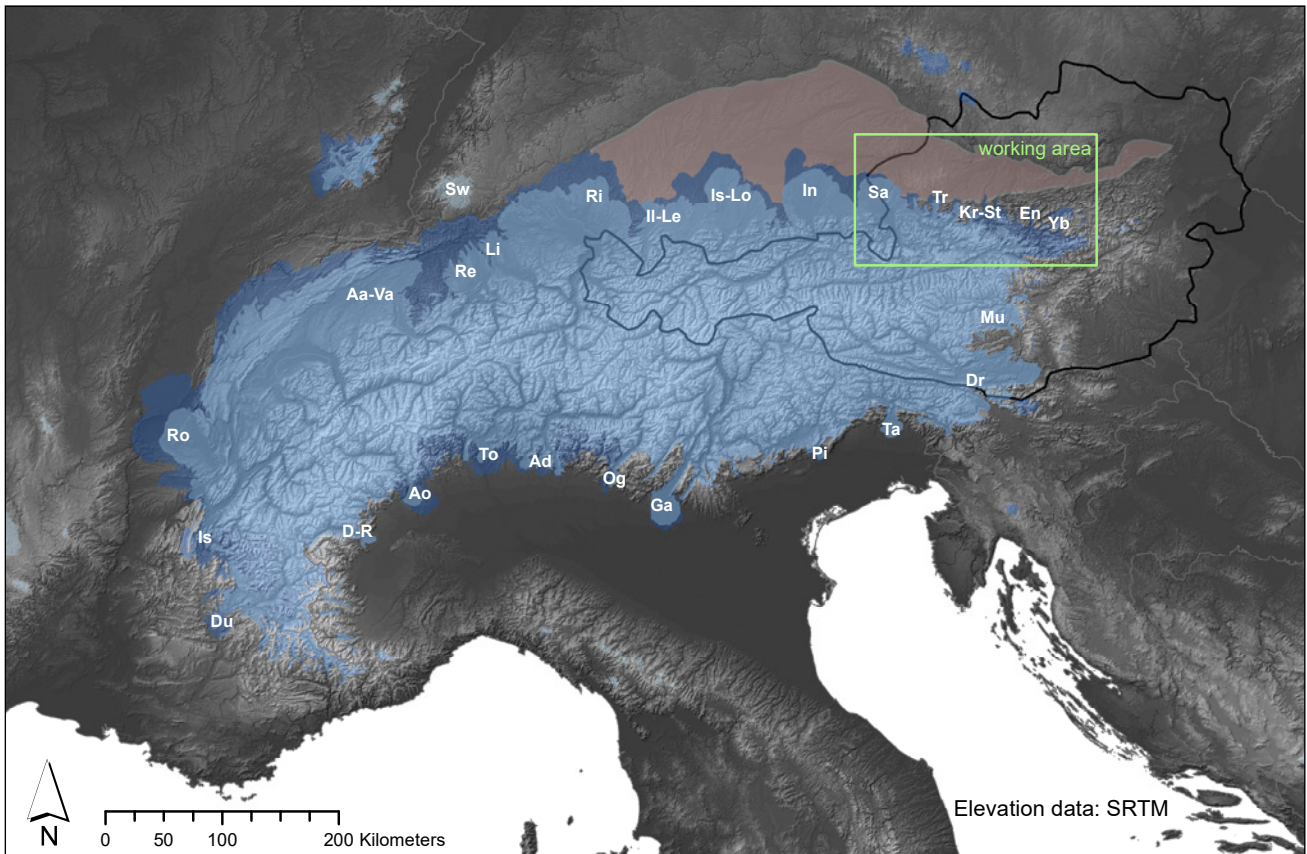 working area
Sw
Ri
Is-Lo
In
Sa
Tr
Il-Le
Kr-St
En
Yb
Li
Re
Aa-Va
Mu
Dr
Ro
Ta
To
Ad
Pi
Og
Ao
Ga
D-R
Is
Du
N
0 50 100 200 Kilometers
Elevation data: SRTM